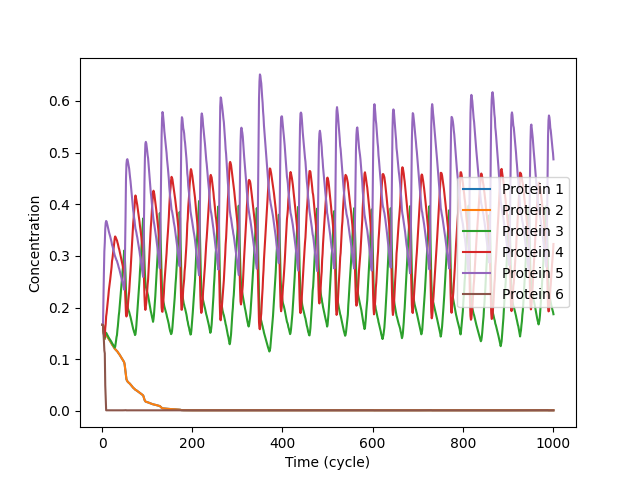 0.6
0.5
0.4
0.3
0.2
0.1
0.0
Concentration
0
200
400
600
800
1000
Time (cycle)
Protein 1
Protein 2
Protein 3
Protein 4
Protein 5
Protein 6